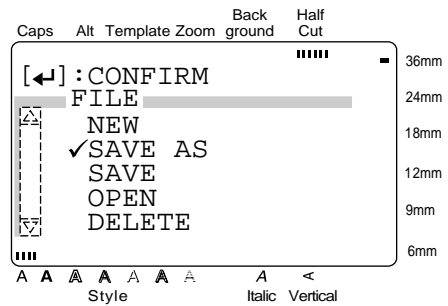 Back Half
Caps Alt Template Zoom ground Cut
[↵]:CONFIRM
FILE
NEW
✓SAVE AS
SAVE
OPEN
DELETE
36mm
24mm
18mm
12mm
9mm
6mm
A A A A A A A A A
Style Italic Vertical